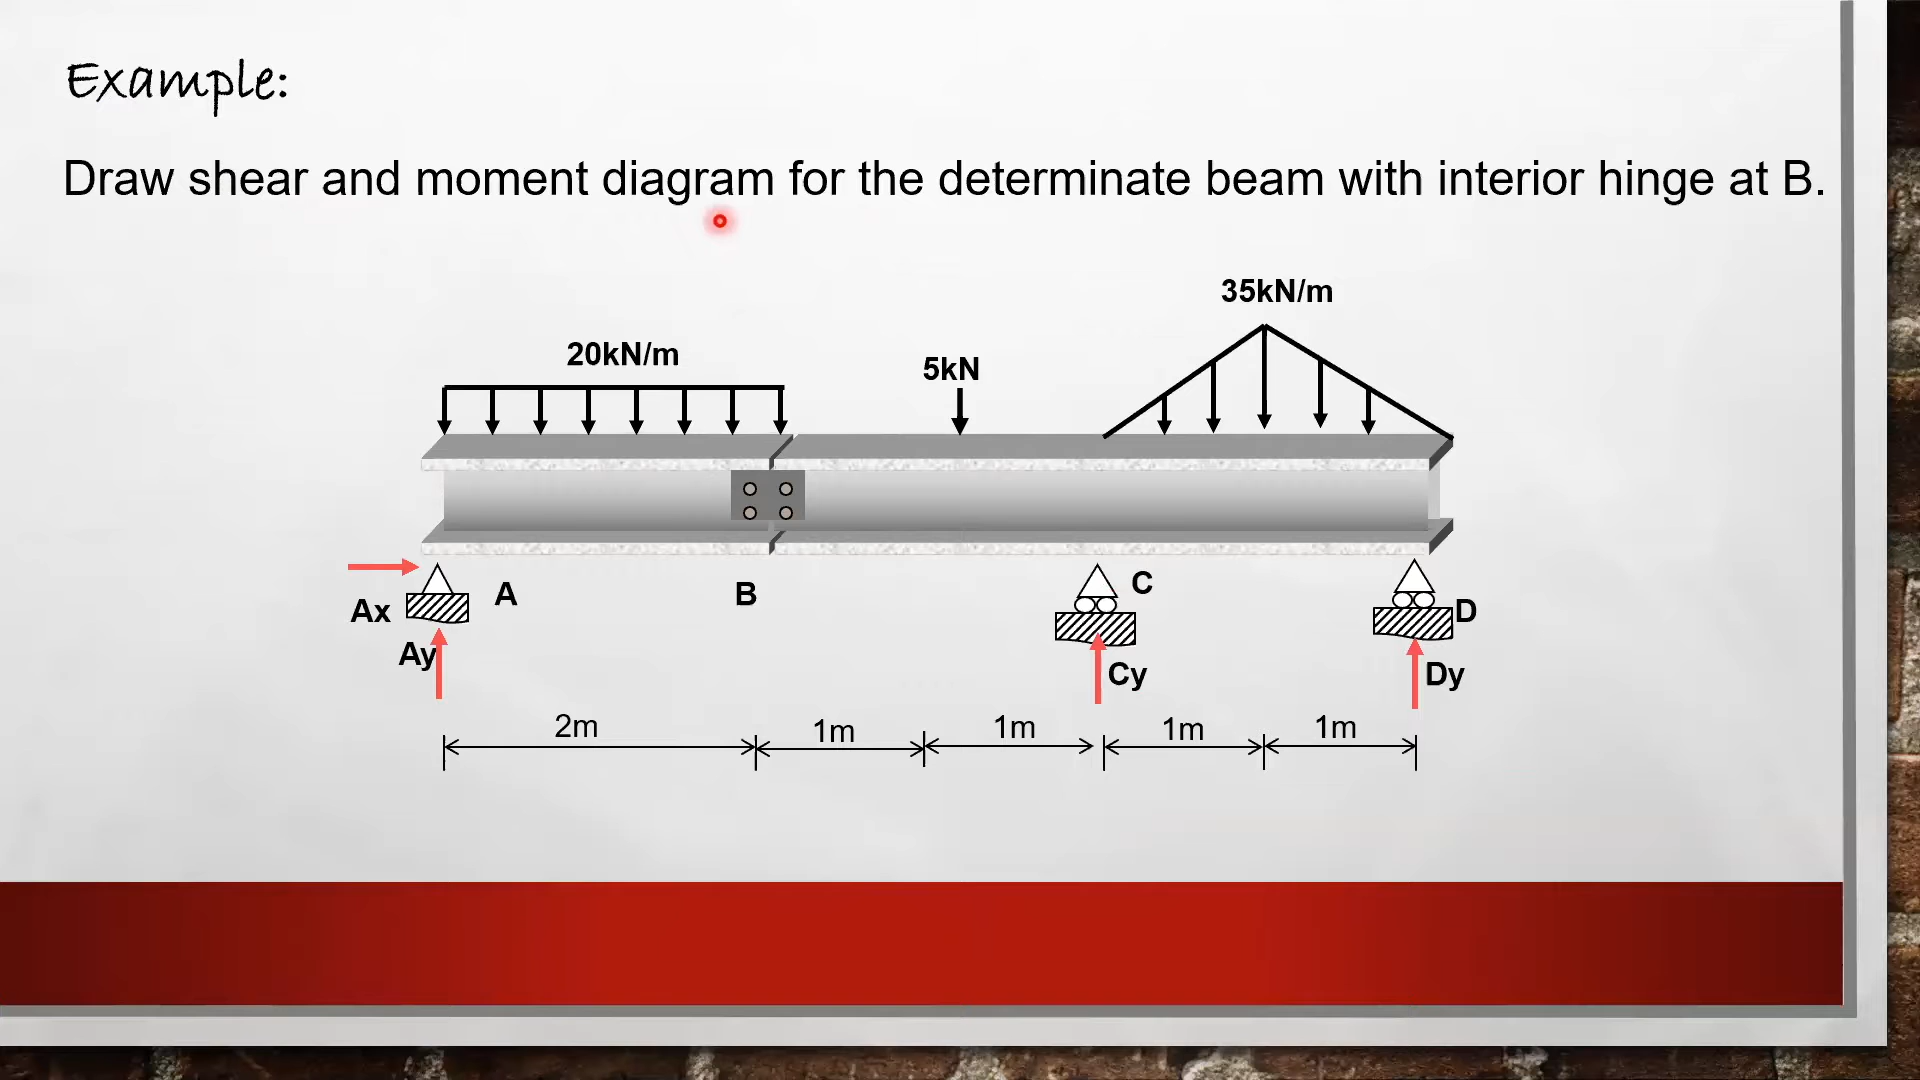 Example:
Draw shear and moment diagram for the determinate beam with interior hinge at B.
35kN/m
20kN/m
5kN
A
B
C
D
Ax
Ay
Cy
Dy
2m
1m
1m
1m
1m